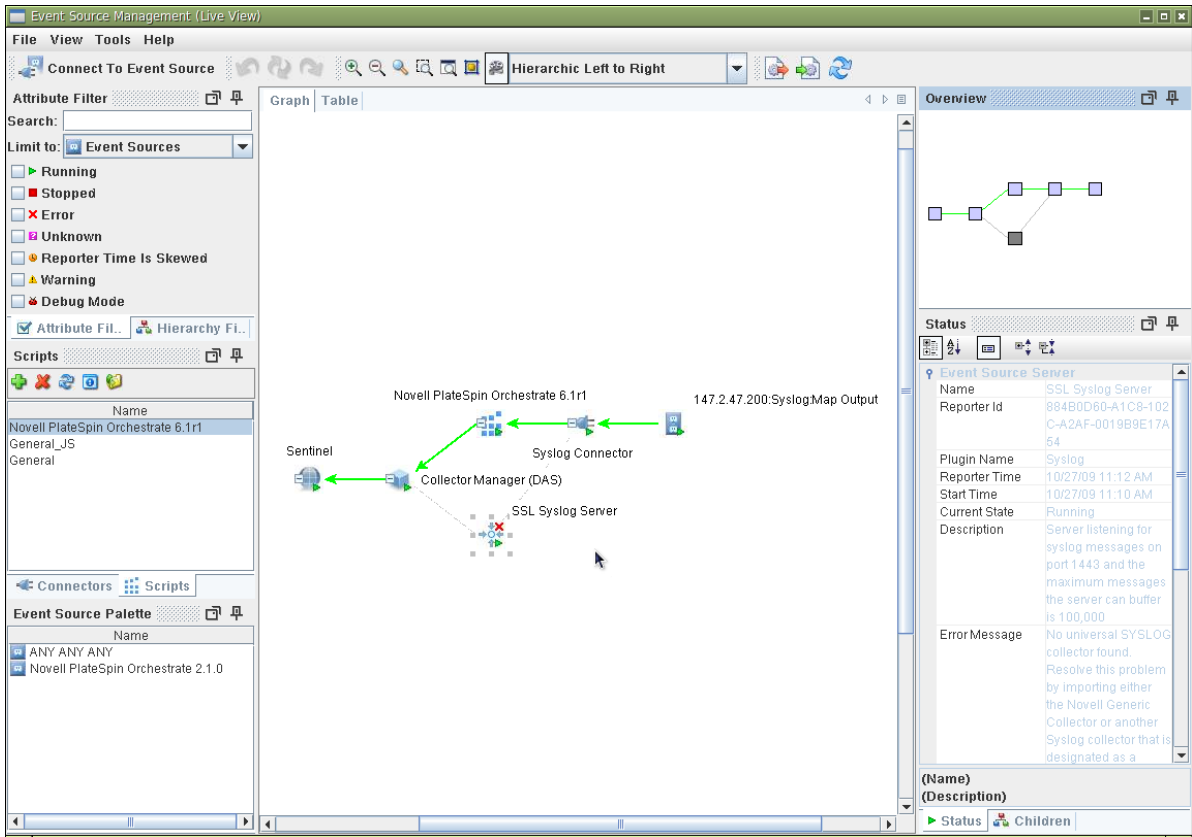 Event Source Management (Live View)
File View Tools Help
Connect To Event Source
Hierarchic Left to Right
Attribute Filter
Search:
Limit to: Event Sources
Running
Stopped
Error
Unknown
Reporter Time Is Skewed
Warning
Debug Mode
Attribute Fil..
Hierarchy Fi..
Scripts
Name
Novell PlateSpin Orchestrate 6.1r1
General_JS
General
Connectors
Scripts
Event Source Palette
Name
ANY ANY ANY
Novell PlateSpin Orchestrate 2.1.0
Graph
Table
Novell PlateSpin Orchestrate 6.1r1
147.2.47.200:Syslog:Map Output
Sentinel
Syslog Connector
Collector Manager (DAS)
SSL Syslog Server
Overview
Status
Event Source Server
Name SSL Syslog Server
Reporter Id 884B0D60-A1C8-102
C-A2AF-0019B9E17A
54
Plugin Name Syslog
Reporter Time 10/27/09 11:12 AM
Start Time 10/27/09 11:10 AM
Current State Running
Description Server listening for
syslog messages on
port 1443 and the
maximum messages
the server can buffer
is 100,000
Error Message No universal SYSLOG
collector found.
Resolve this problem
by importing either
the Novell Generic
Collector or another
Syslog collector that is
designated as a
(Name)
(Description)
Status
Children